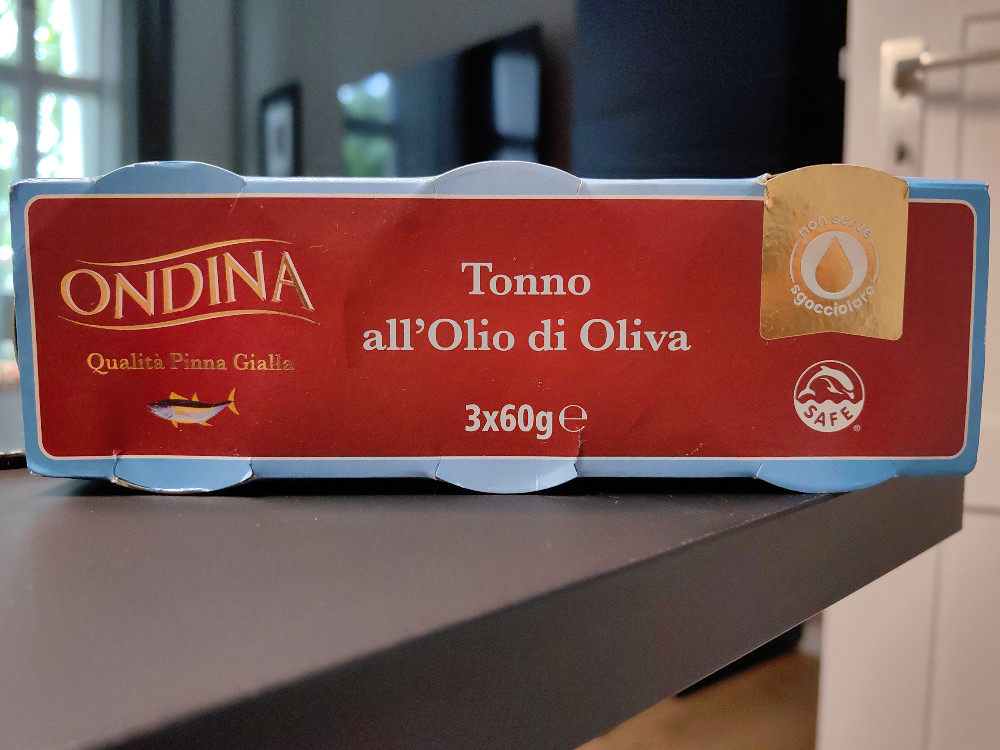 ONDINA
Qualità Pinna Gialla
Tonno
all'Olio di Oliva
3x60g℮
non serve
sgocciolare
SAFE
®